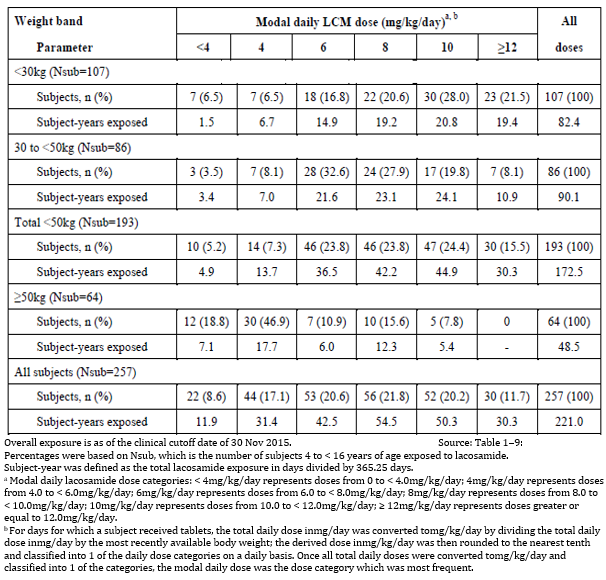 Weight band Modal daily LCM dose (mg/kg/day)a, b All
Parameter <4 4 6 8 10 ≥12 doses
<30kg (Nsub=107)
Subjects, n (%) 7 (6.5) 7 (6.5) 18 (16.8) 22 (20.6) 30 (28.0) 23 (21.5) 107 (100)
Subject-years exposed 1.5 6.7 14.9 19.2 20.8 19.4 82.4
30 to <50kg (Nsub=86)
Subjects, n (%) 3 (3.5) 7 (8.1) 28 (32.6) 24 (27.9) 17 (19.8) 7 (8.1) 86 (100)
Subject-years exposed 3.4 7.0 21.6 23.1 24.1 10.9 90.1
Total <50kg (Nsub=193)
Subjects, n (%) 10 (5.2) 14 (7.3) 46 (23.8) 46 (23.8) 47 (24.4) 30 (15.5) 193 (100)
Subject-years exposed 4.9 13.7 36.5 42.2 44.9 30.3 172.5
≥50kg (Nsub=64)
Subjects, n (%) 12 (18.8) 30 (46.9) 7 (10.9) 10 (15.6) 5 (7.8) 0 64 (100)
Subject-years exposed 7.1 17.7 6.0 12.3 5.4 - 48.5
All subjects (Nsub=257)
Subjects, n (%) 22 (8.6) 44 (17.1) 53 (20.6) 56 (21.8) 52 (20.2) 30 (11.7) 257 (100)
Subject-years exposed 11.9 31.4 42.5 54.5 50.3 30.3 221.0
Overall exposure is as of the clinical cutoff date of 30 Nov 2015. Source: Table 1–9:
Percentages were based on Nsub, which is the number of subjects 4 to < 16 years of age exposed to lacosamide.
Subject-year was defined as the total lacosamide exposure in days divided by 365.25 days.
a Modal daily lacosamide dose categories: < 4mg/kg/day represents doses from 0 to < 4.0mg/kg/day; 4mg/kg/day represents doses
from 4.0 to < 6.0mg/kg/day; 6mg/kg/day represents doses from 6.0 to < 8.0mg/kg/day; 8mg/kg/day represents doses from 8.0 to
< 10.0mg/kg/day; 10mg/kg/day represents doses from 10.0 to < 12.0mg/kg/day; ≥ 12mg/kg/day represents doses greater or
equal to 12.0mg/kg/day.
b For days for which a subject received tablets, the total daily dose inmg/day was converted tomg/kg/day by dividing the total daily
dose inmg/day by the most recently available body weight; the derived dose inmg/kg/day was then rounded to the nearest tenth
and classified into 1 of the daily dose categories on a daily basis. Once all total daily doses were converted tomg/kg/day and
classified into 1 of the categories, the modal daily dose was the dose category which was most frequent.